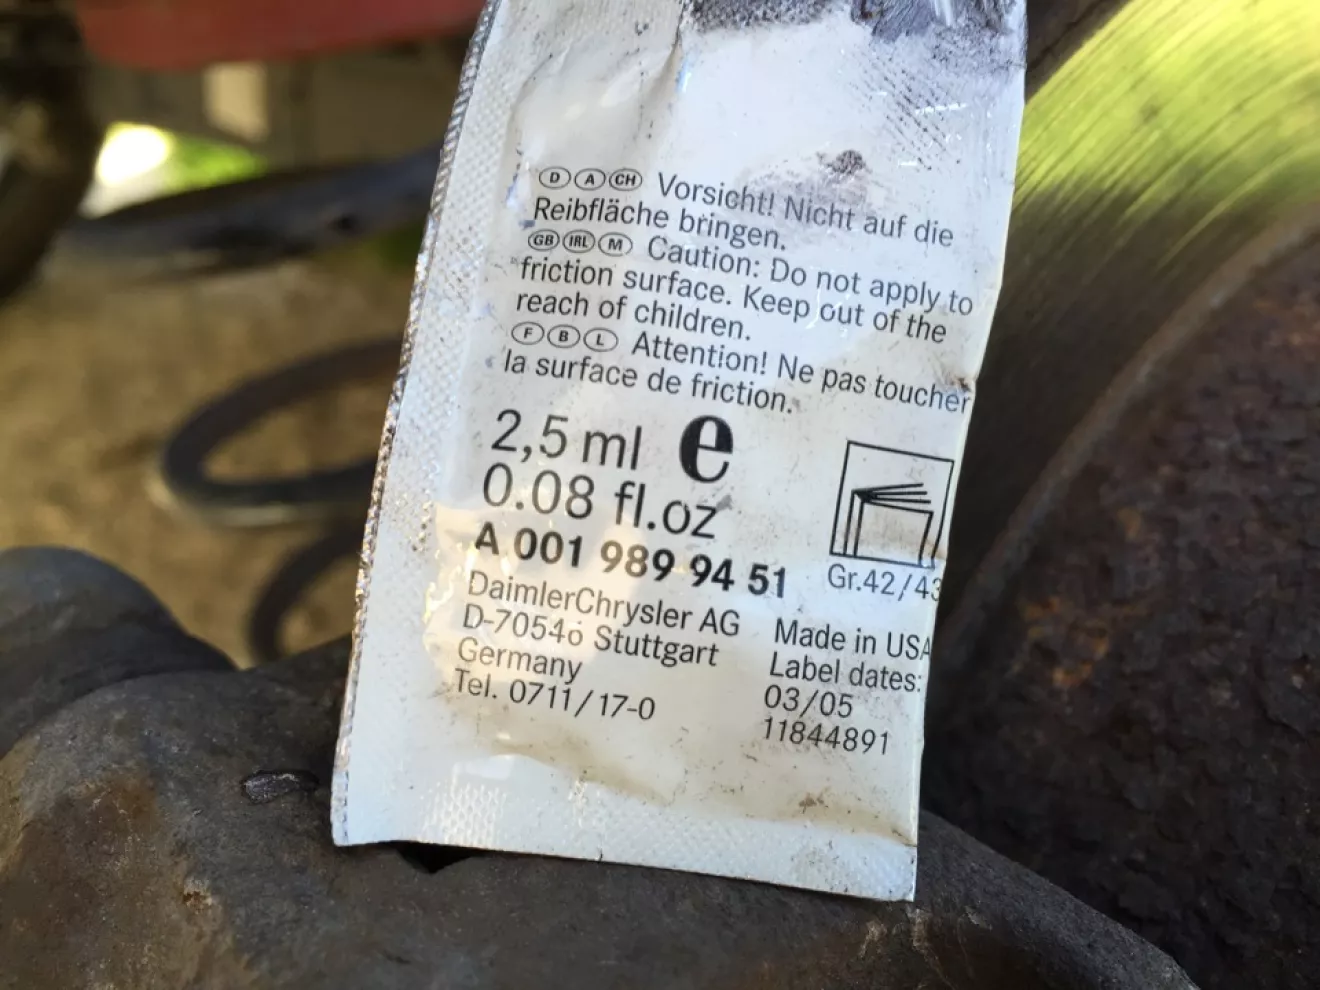 D A CH Vorsicht! Nicht auf die
Reibfläche bringen.
GB IRL M Caution: Do not apply to
friction surface. Keep out of the
reach of children.
F B L Attention! Ne pas toucher
la surface de friction.
2,5 ml e
0.08 fl.oz
A 001 989 94 51
Gr.42/43
DaimlerChrysler AG
D-70546 Stuttgart
Germany
Tel. 0711/17-0
Made in USA
Label dates:
03/05
11844891